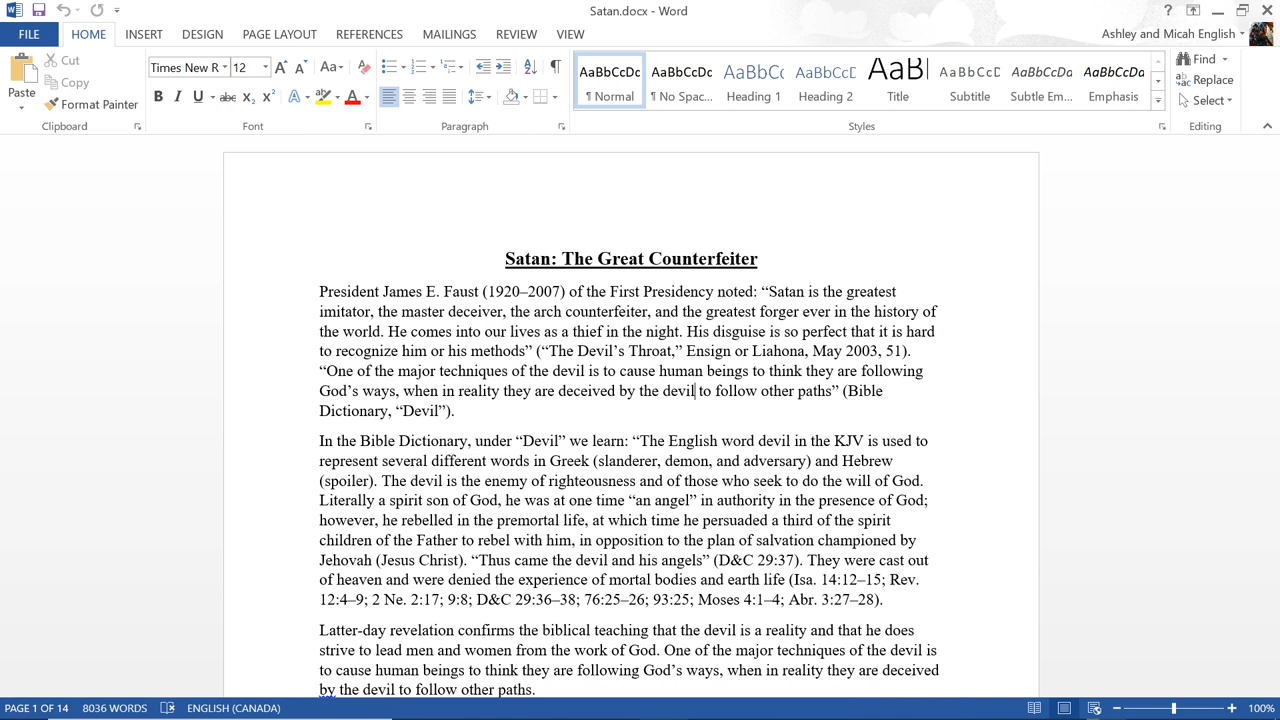 Satan.docx - Word
?
FILE HOME INSERT DESIGN PAGE LAYOUT REFERENCES MAILINGS REVIEW VIEW
Ashley and Micah English
Paste
Cut
Copy
Format Painter
Clipboard
Times New R 12
Font
Paragraph
AaBbCcDc AaBbCcDc AaBbCc AaBbCcD AaBl AaBbCcD AaBbCcDa AaBbCcDa
¶ Normal ¶ No Spac... Heading 1 Heading 2 Title Subtitle Subtle Em... Emphasis
Styles
Find
Replace
Select
Editing
Satan: The Great Counterfeiter
President James E. Faust (1920–2007) of the First Presidency noted: “Satan is the greatest
imitator, the master deceiver, the arch counterfeiter, and the greatest forger ever in the history of
the world. He comes into our lives as a thief in the night. His disguise is so perfect that it is hard
to recognize him or his methods” (“The Devil’s Throat,” Ensign or Liahona, May 2003, 51).
“One of the major techniques of the devil is to cause human beings to think they are following
God’s ways, when in reality they are deceived by the devil to follow other paths” (Bible
Dictionary, “Devil”).
In the Bible Dictionary, under “Devil” we learn: “The English word devil in the KJV is used to
represent several different words in Greek (slanderer, demon, and adversary) and Hebrew
(spoiler). The devil is the enemy of righteousness and of those who seek to do the will of God.
Literally a spirit son of God, he was at one time “an angel” in authority in the presence of God;
however, he rebelled in the premortal life, at which time he persuaded a third of the spirit
children of the Father to rebel with him, in opposition to the plan of salvation championed by
Jehovah (Jesus Christ). “Thus came the devil and his angels” (D&C 29:37). They were cast out
of heaven and were denied the experience of mortal bodies and earth life (Isa. 14:12–15; Rev.
12:4–9; 2 Ne. 2:17; 9:8; D&C 29:36–38; 76:25–26; 93:25; Moses 4:1–4; Abr. 3:27–28).
Latter-day revelation confirms the biblical teaching that the devil is a reality and that he does
strive to lead men and women from the work of God. One of the major techniques of the devil is
to cause human beings to think they are following God’s ways, when in reality they are deceived
by the devil to follow other paths.
PAGE 1 OF 14 8036 WORDS ENGLISH (CANADA) 100%